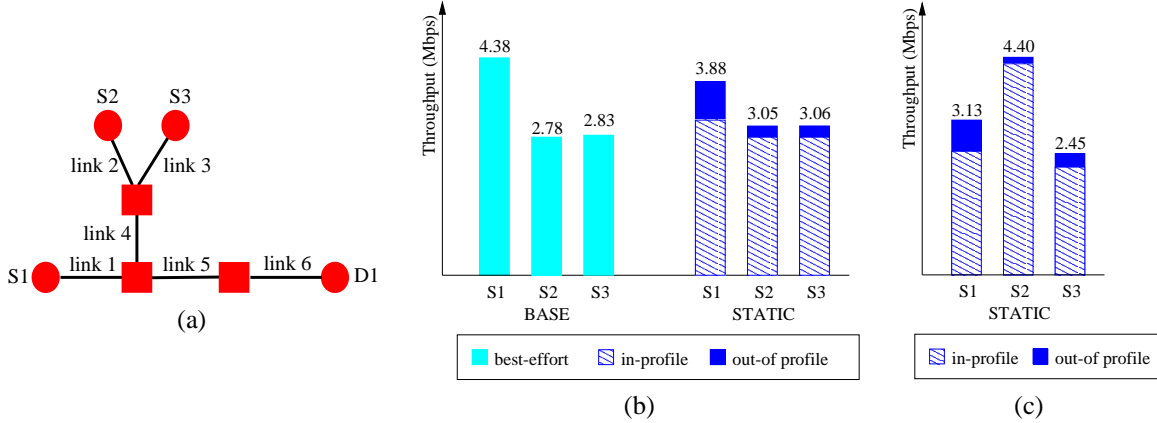 S2 S3
link 2 link 3
link 4
S1 link 1 link 5 link 6 D1
(a)
Throughput (Mbps)
4.38
2.78
2.83
3.88
3.05
3.06
S1 S2 S3 S1 S2 S3
BASE STATIC
best-effort in-profile out-of profile
(b)
Throughput (Mbps)
3.13
4.40
2.45
S1 S2 S3
STATIC
in-profile out-of profile
(c)